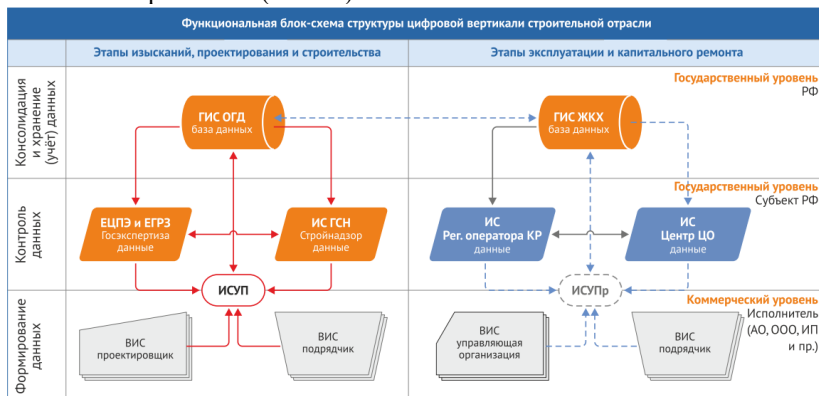 Функциональная блок-схема структуры цифровой вертикали строительной отрасли
Этапы изысканий, проектирования и строительства
Этапы эксплуатации и капитального ремонта
Консолидация
и хранение
(учёт) данных
Государственный уровень
РФ
ГИС ОГД
база данных
ГИС ЖКХ
база данных
Контроль
данных
Государственный уровень
Субъект РФ
ЕЦПЭ и ЕГРЗ
Госэкспертиза
данные
ИС ГСН
Стройнадзор
данные
ИС
Рег. оператора КР
данные
ИС
Центр ЦО
данные
ИСУП
ИСУПр
Формирование
данных
Коммерческий уровень
Исполнитель
(АО, ООО, ИП
и пр.)
ВИС
проектировщик
ВИС
подрядчик
ВИС
управляющая
организация
ВИС
подрядчик